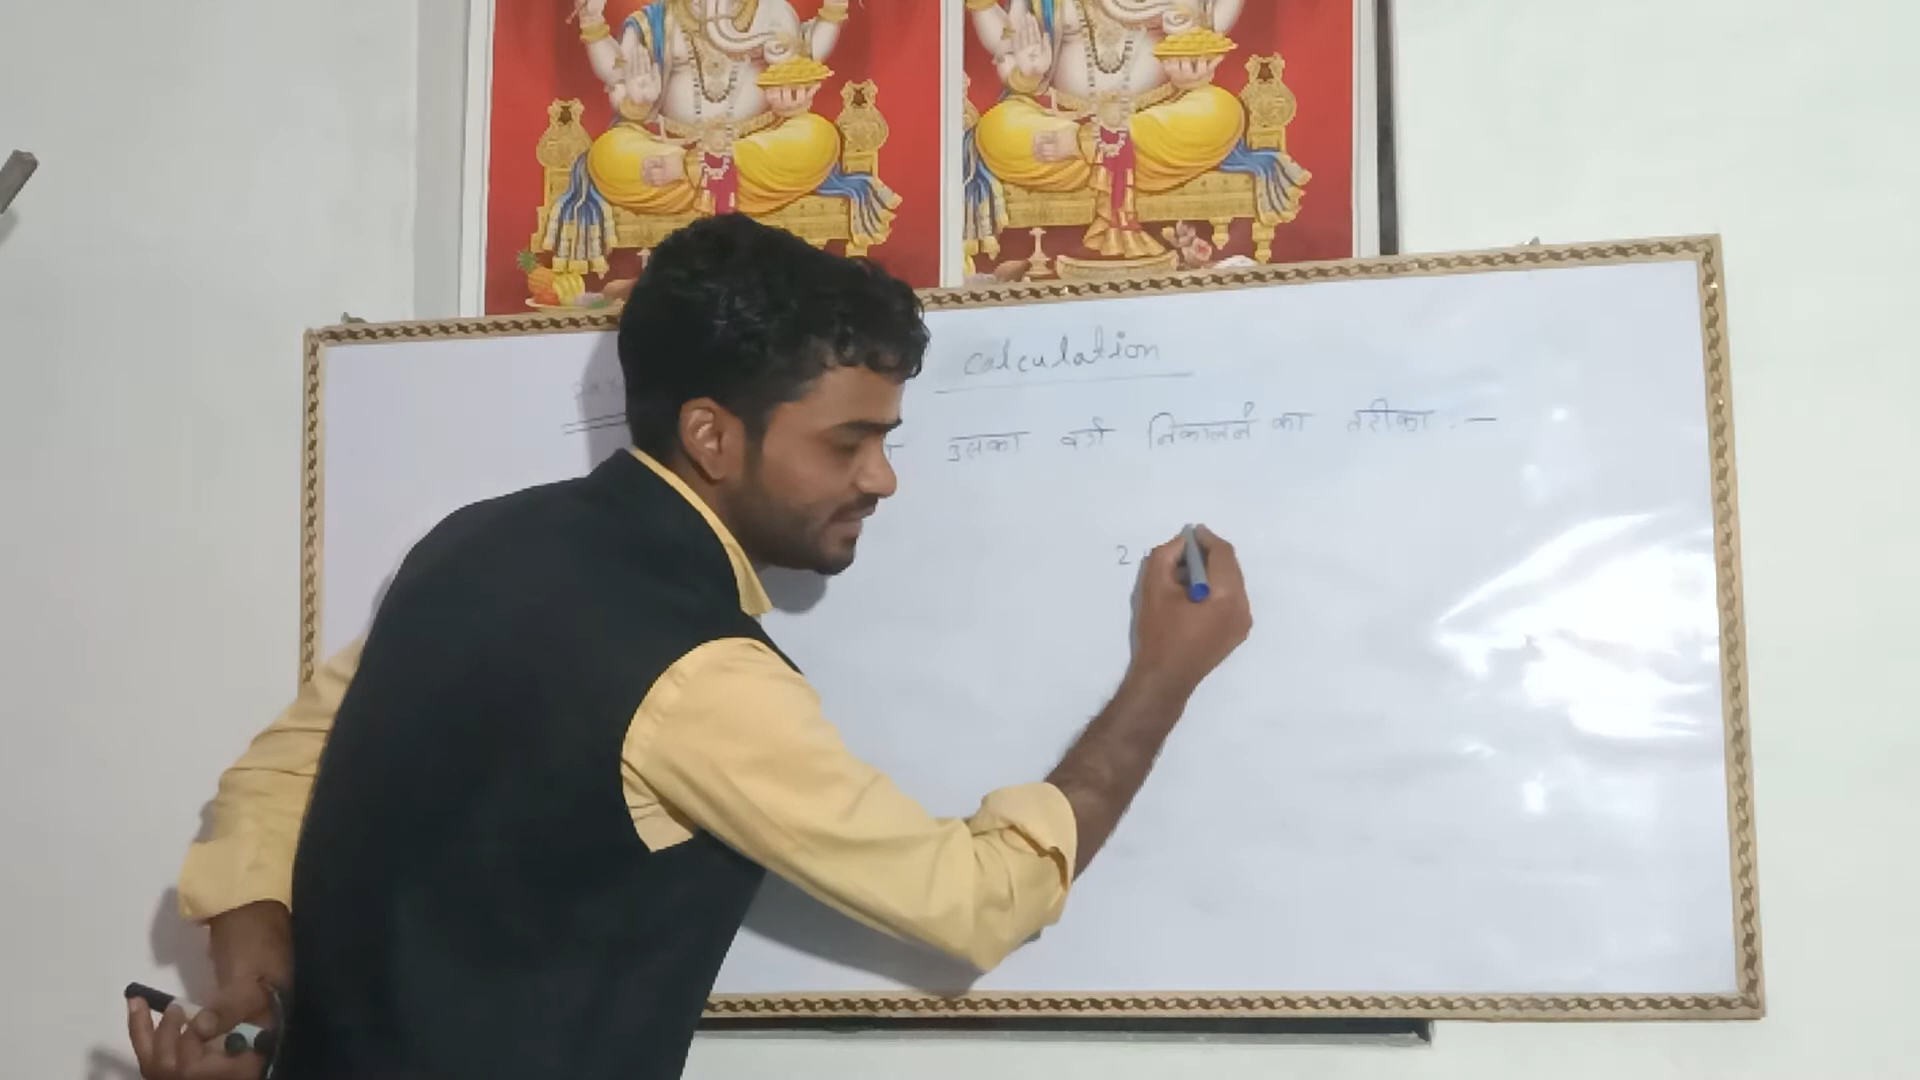 calculation
उसका वर्ग निकालने का तरीका :-
2